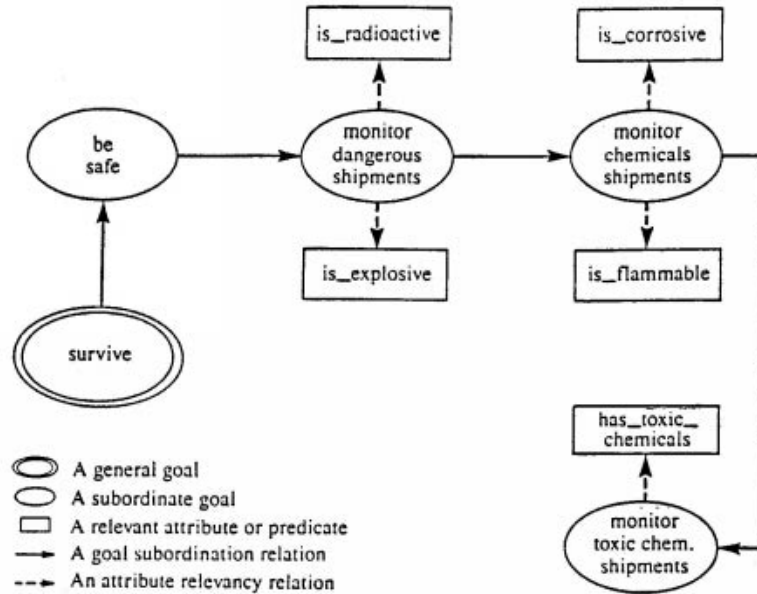 is_radioactive
is_corrosive
be
safe
monitor
dangerous
shipments
monitor
chemicals
shipments
is_explosive
is_flammable
survive
has_toxic_
chemicals
monitor
toxic chem.
shipments
A general goal
A subordinate goal
A relevant attribute or predicate
A goal subordination relation
An attribute relevancy relation